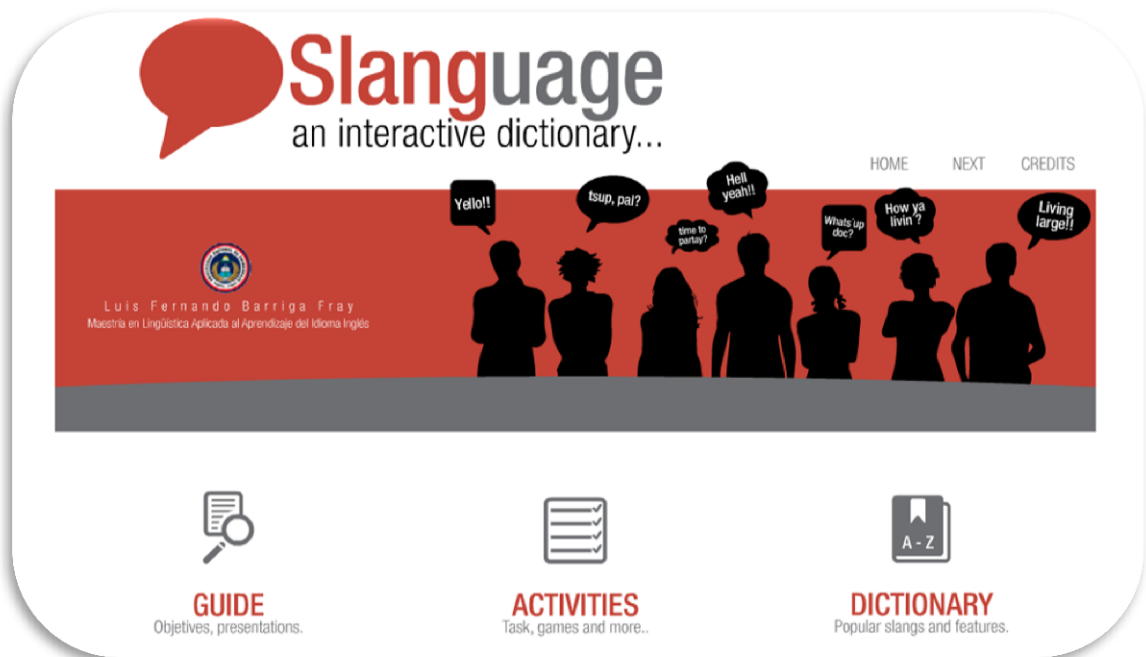 Slanguage
an interactive dictionary...
HOME NEXT CREDITS
Yello!!
tsup, pal?
time to
partay?
Hell
yeah!!
Whats´up
doc?
How ya
livin´?
Living
large!!
Luis Fernando Barriga Fray
Maestría en Lingüística Aplicada al Aprendizaje del Idioma Inglés
A - Z
GUIDE
Objetives, presentations.
ACTIVITIES
Task, games and more..
DICTIONARY
Popular slangs and features.